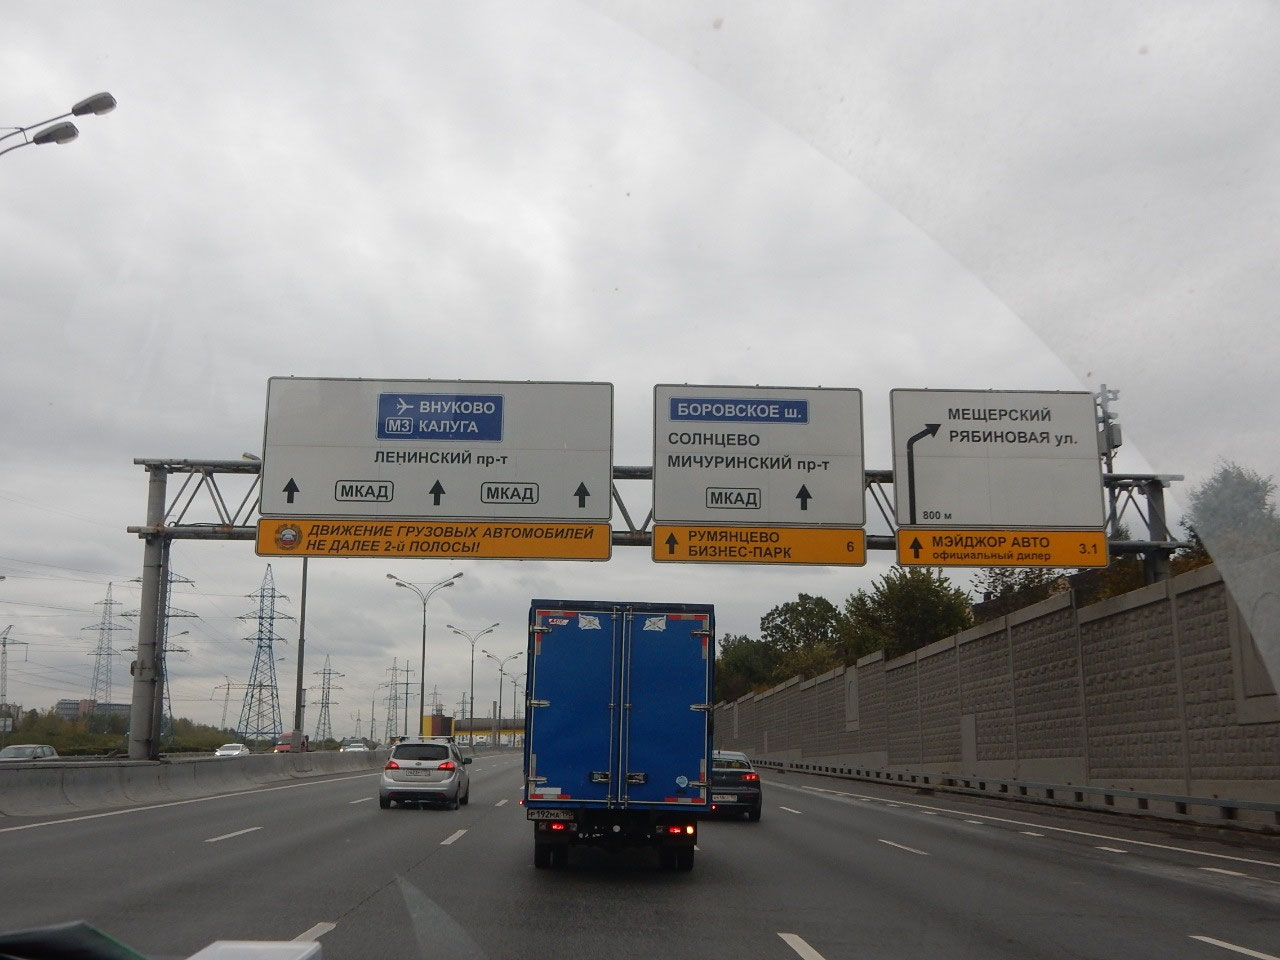 ВНУКОВО
М3 КАЛУГА
ЛЕНИНСКИЙ пр-т
МКАД МКАД
ДВИЖЕНИЕ ГРУЗОВЫХ АВТОМОБИЛЕЙ
НЕ ДАЛЕЕ 2-й ПОЛОСЫ!
БОРОВСКОЕ ш.
СОЛНЦЕВО
МИЧУРИНСКИЙ пр-т
МКАД
РУМЯНЦЕВО
БИЗНЕС-ПАРК 6
МЕЩЕРСКИЙ
РЯБИНОВАЯ ул.
800 м
МЭЙДЖОР АВТО
официальный дилер 3.1